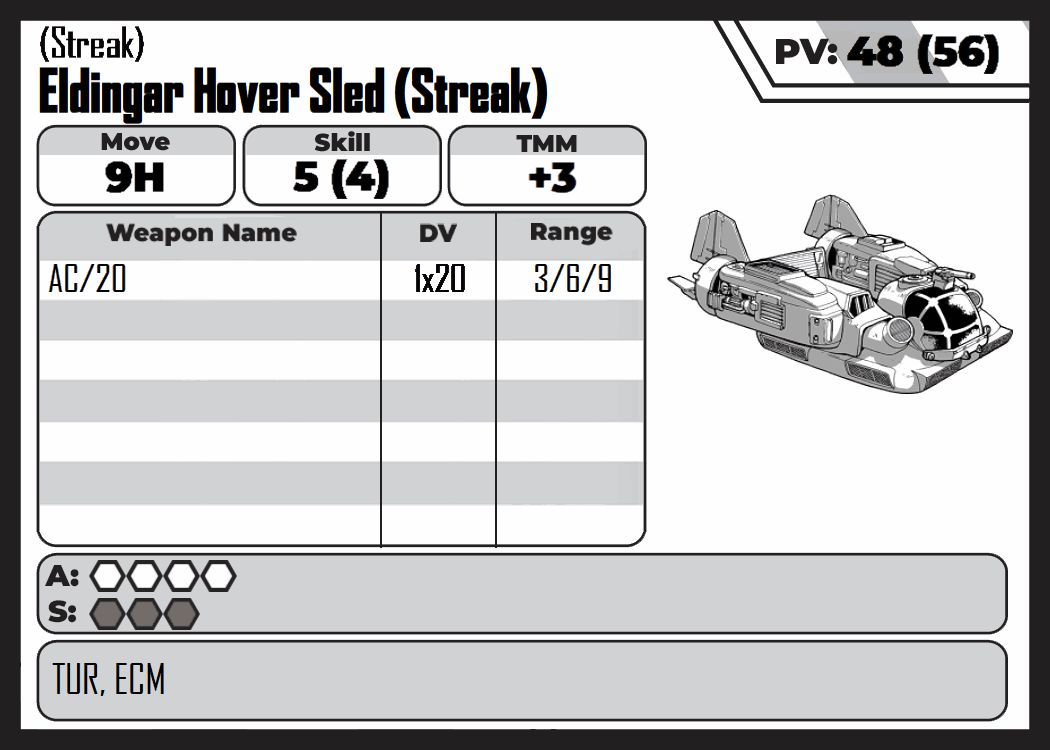 (Streak)
PV: 48 (56)
Eldingar Hover Sled (Streak)
Move
Skill
TMM
9H
5 (4)
+3
Weapon Name
DV
Range
AC/20
1x20
3/6/9
A:
S:
TUR, ECM